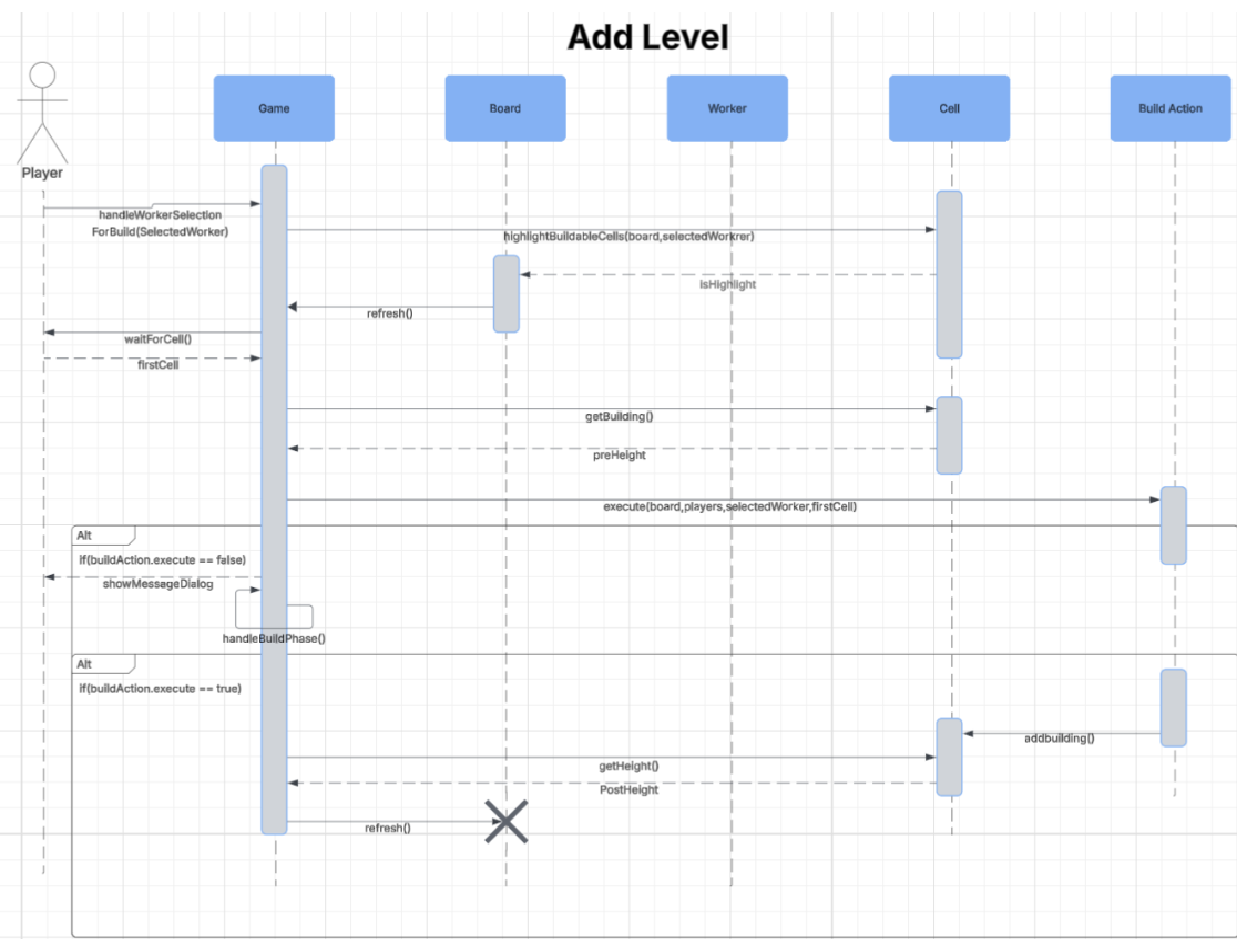 Add Level
Game
Board
Worker
Cell
Build Action
Player
handleWorkerSelection
ForBuild(SelectedWorker)
highlightBuildableCells(board,selectedWorkrer)
isHighlight
refresh()
waitForCell()
firstCell
getBuilding()
preHeight
execute(board,players,selectedWorker,firstCell)
Alt
if(buildAction.execute == false)
showMessageDialog
handleBuildPhase()
Alt
if(buildAction.execute == true)
addbuilding()
getHeight()
PostHeight
refresh()